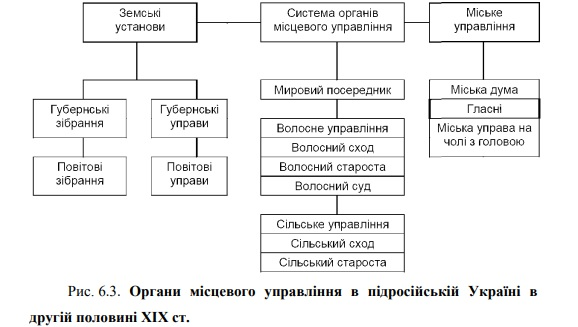 Земські
установи
Система органів
місцевого управління
Міське
управління
Губернські
зібрання
Губернські
управи
Повітові
зібрання
Повітові
управи
Мировий посередник
Волосне управління
Волосний сход
Волосний староста
Волосний суд
Сільське управління
Сільський сход
Сільський староста
Міська дума
Гласні
Міська управа на
чолі з головою
Рис. 6.3. Органи місцевого управління в підросійській Україні в
другій половині ХІХ ст.